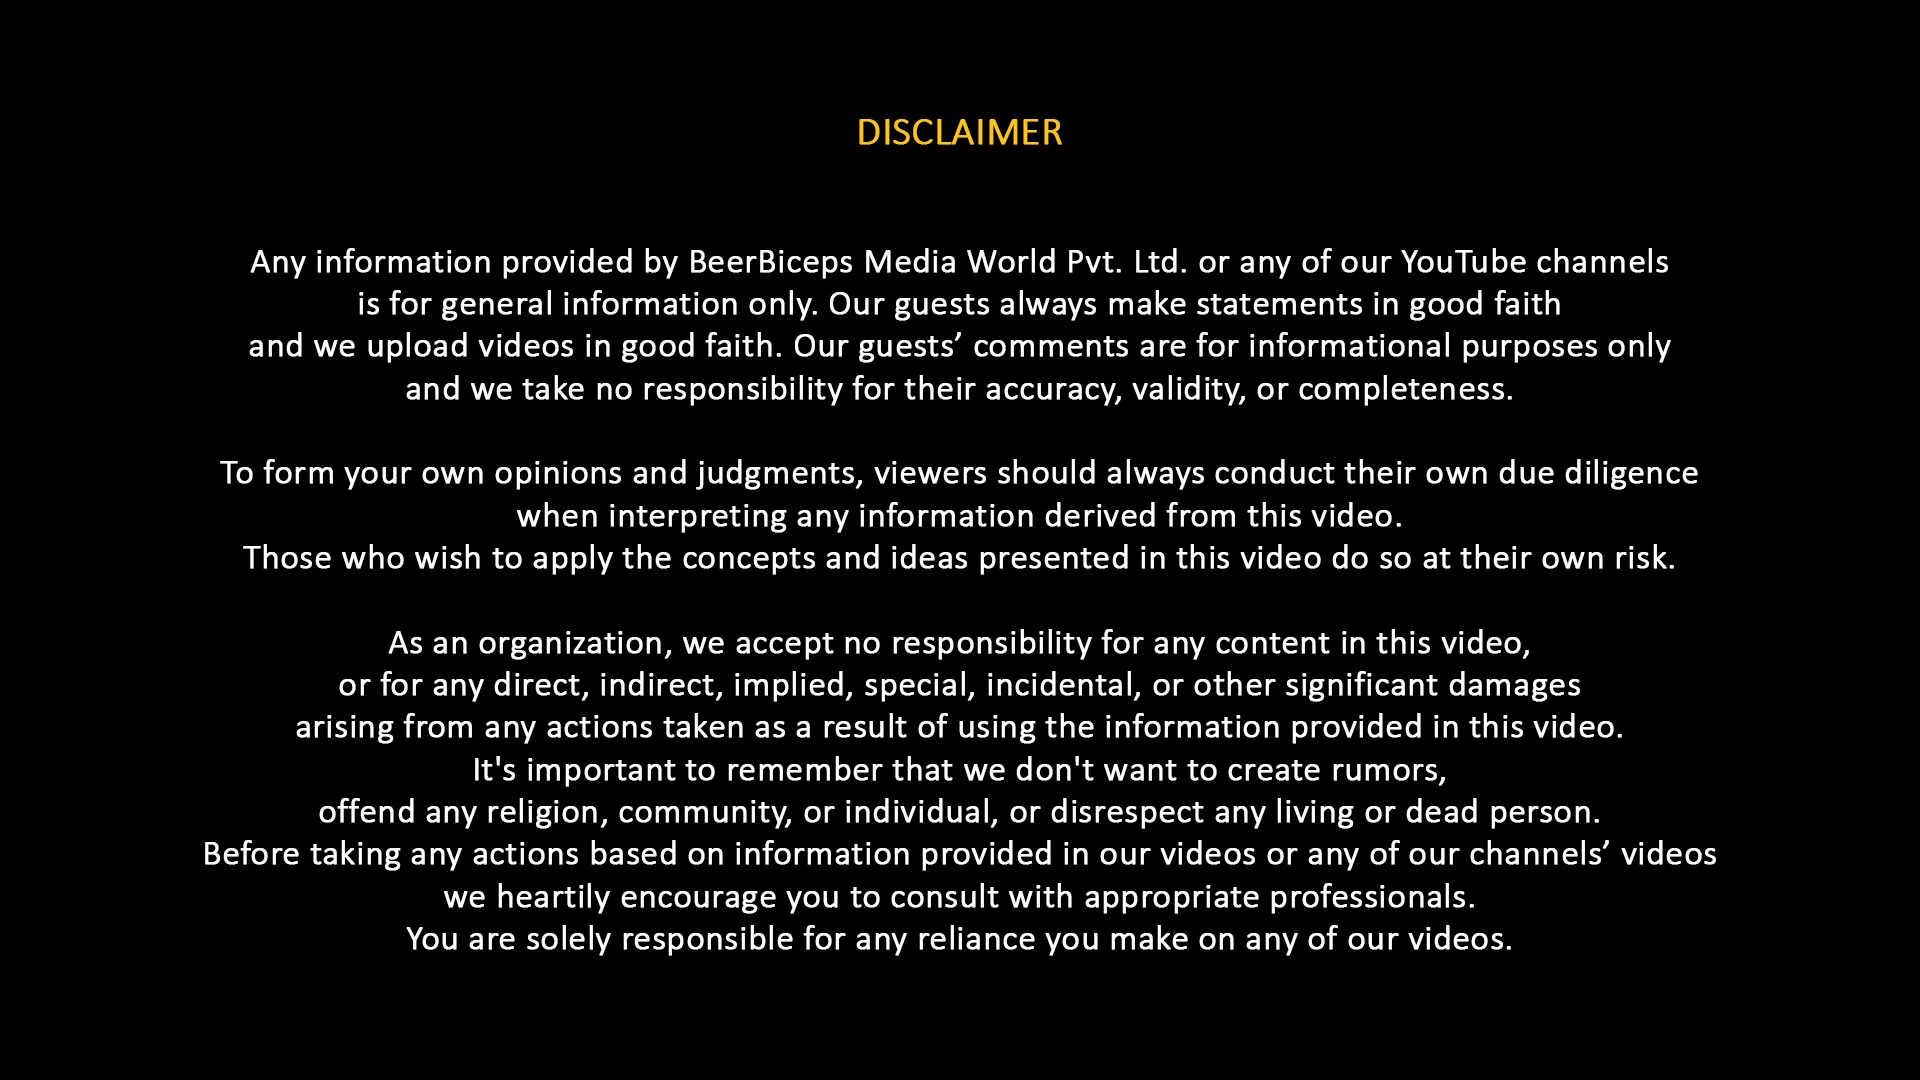 DISCLAIMER
Any information provided by BeerBiceps Media World Pvt. Ltd. or any of our YouTube channels
is for general information only. Our guests always make statements in good faith
and we upload videos in good faith. Our guests’ comments are for informational purposes only
and we take no responsibility for their accuracy, validity, or completeness.
To form your own opinions and judgments, viewers should always conduct their own due diligence
when interpreting any information derived from this video.
Those who wish to apply the concepts and ideas presented in this video do so at their own risk.
As an organization, we accept no responsibility for any content in this video,
or for any direct, indirect, implied, special, incidental, or other significant damages
arising from any actions taken as a result of using the information provided in this video.
It's important to remember that we don't want to create rumors,
offend any religion, community, or individual, or disrespect any living or dead person.
Before taking any actions based on information provided in our videos or any of our channels’ videos
we heartily encourage you to consult with appropriate professionals.
You are solely responsible for any reliance you make on any of our videos.